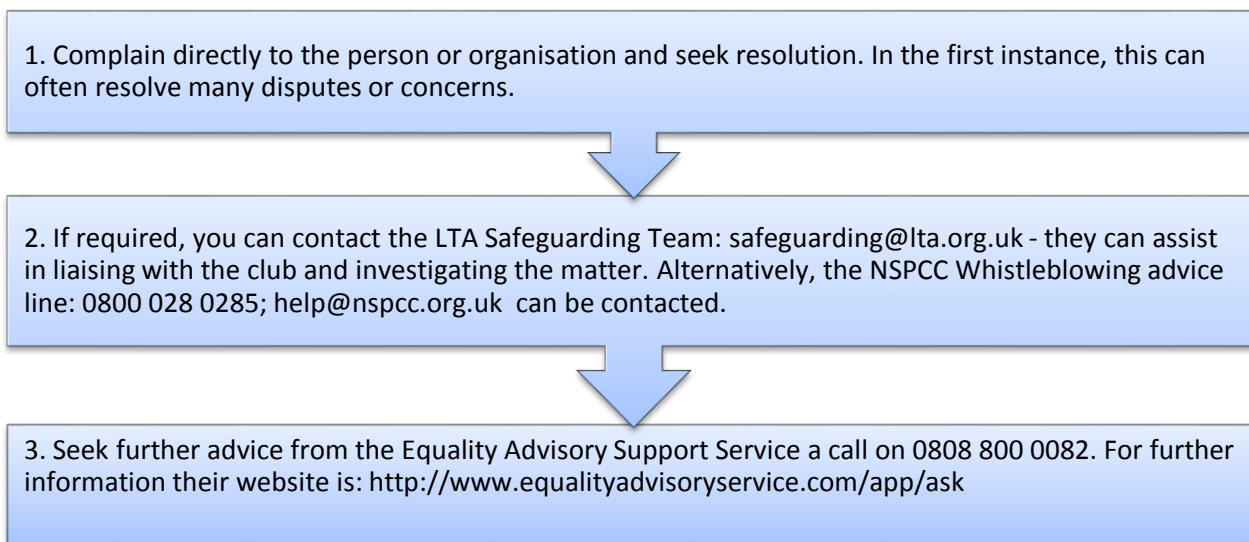 1. Complain directly to the person or organisation and seek resolution. In the first instance, this can
often resolve many disputes or concerns.
2. If required, you can contact the LTA Safeguarding Team: safeguarding@lta.org.uk - they can assist
in liaising with the club and investigating the matter. Alternatively, the NSPCC Whistleblowing advice
line: 0800 028 0285; help@nspcc.org.uk  can be contacted.
3. Seek further advice from the Equality Advisory Support Service a call on 0808 800 0082. For further
information their website is: http://www.equalityadvisoryservice.com/app/ask